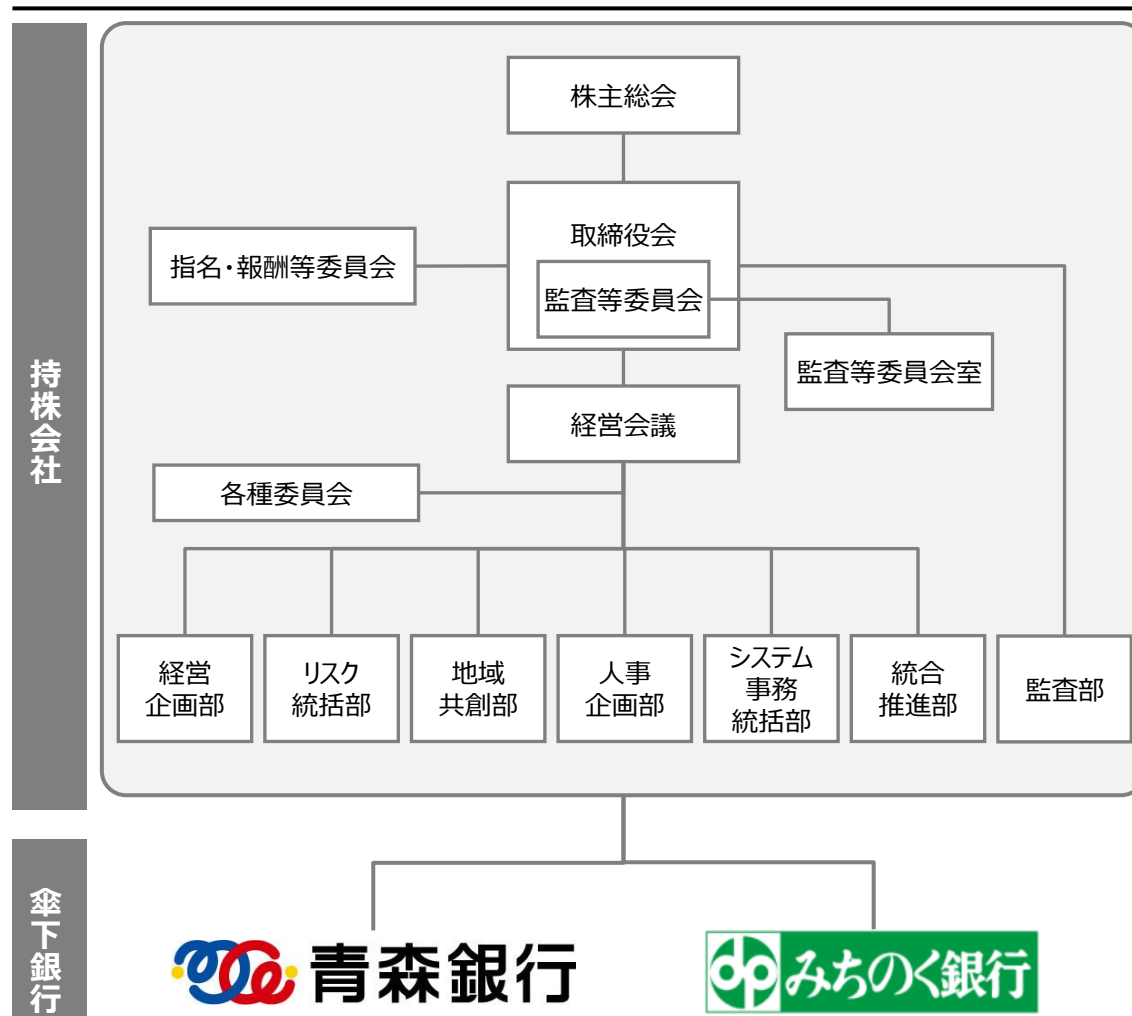 持株会社
株主総会
取締役会
指名・報酬等委員会
監査等委員会
監査等委員会室
経営会議
各種委員会
経営
企画部
リスク
統括部
地域
共創部
人事
企画部
システム
事務
統括部
統合
推進部
監査部
傘下銀行
青森銀行
みちのく銀行